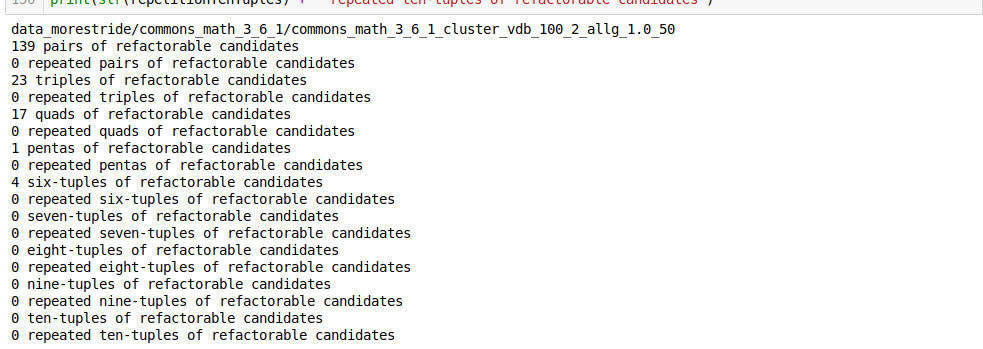 print(str(repetitionTenTuples) + " repeated ten-tuples of refactorable candidates")
data_morestride/commons_math_3_6_1/commons_math_3_6_1_cluster_vdb_100_2_allg_1.0_50
139 pairs of refactorable candidates
0 repeated pairs of refactorable candidates
23 triples of refactorable candidates
0 repeated triples of refactorable candidates
17 quads of refactorable candidates
0 repeated quads of refactorable candidates
1 pentas of refactorable candidates
0 repeated pentas of refactorable candidates
4 six-tuples of refactorable candidates
0 repeated six-tuples of refactorable candidates
0 seven-tuples of refactorable candidates
0 repeated seven-tuples of refactorable candidates
0 eight-tuples of refactorable candidates
0 repeated eight-tuples of refactorable candidates
0 nine-tuples of refactorable candidates
0 repeated nine-tuples of refactorable candidates
0 ten-tuples of refactorable candidates
0 repeated ten-tuples of refactorable candidates